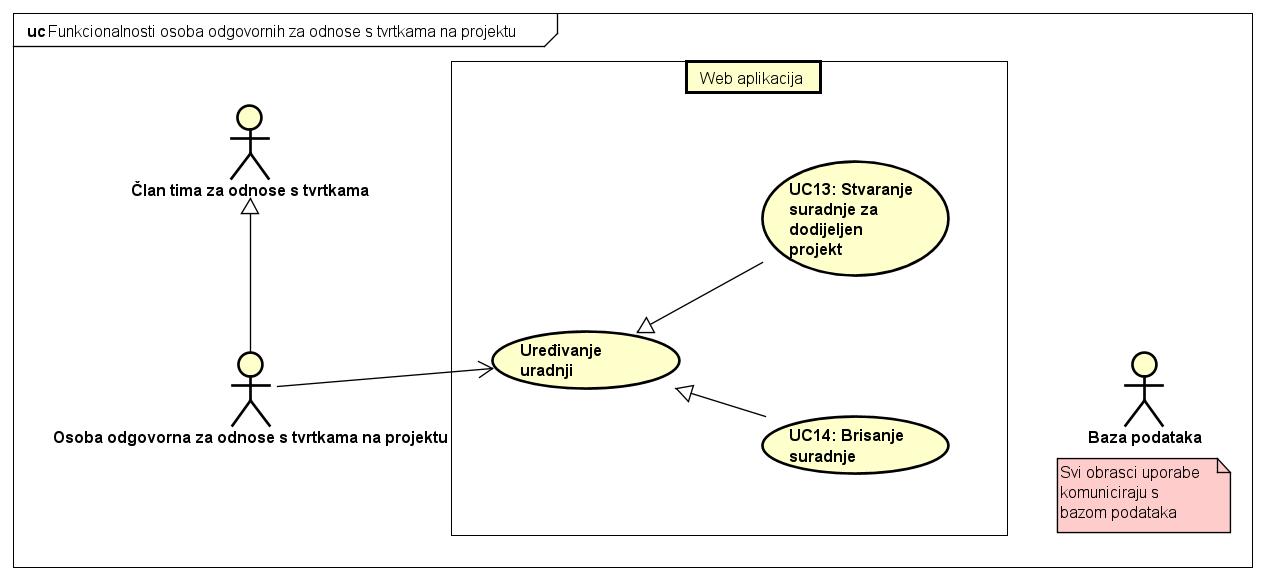 uc Funkcionalnosti osoba odgovornih za odnose s tvrtkama na projektu
Web aplikacija
Član tima za odnose s tvrtkama
UC13: Stvaranje
suradnje za
dodijeljen
projekt
Uređivanje
uradnji
Osoba odgovorna za odnose s tvrtkama na projektu
UC14: Brisanje
suradnje
Baza podataka
Svi obrasci uporabe
komuniciraju s
bazom podataka